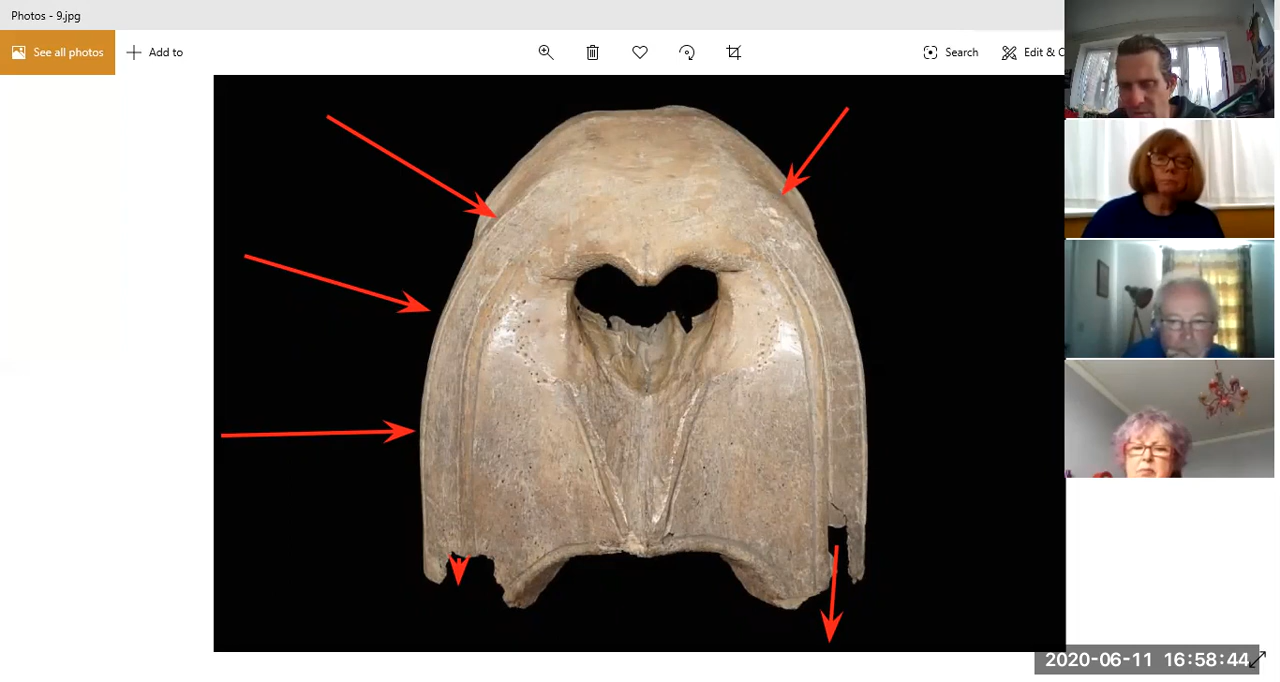 Photos - 9.jpg
See all photos
Add to
Search
Edit & C
2020-06-11 16:58:44